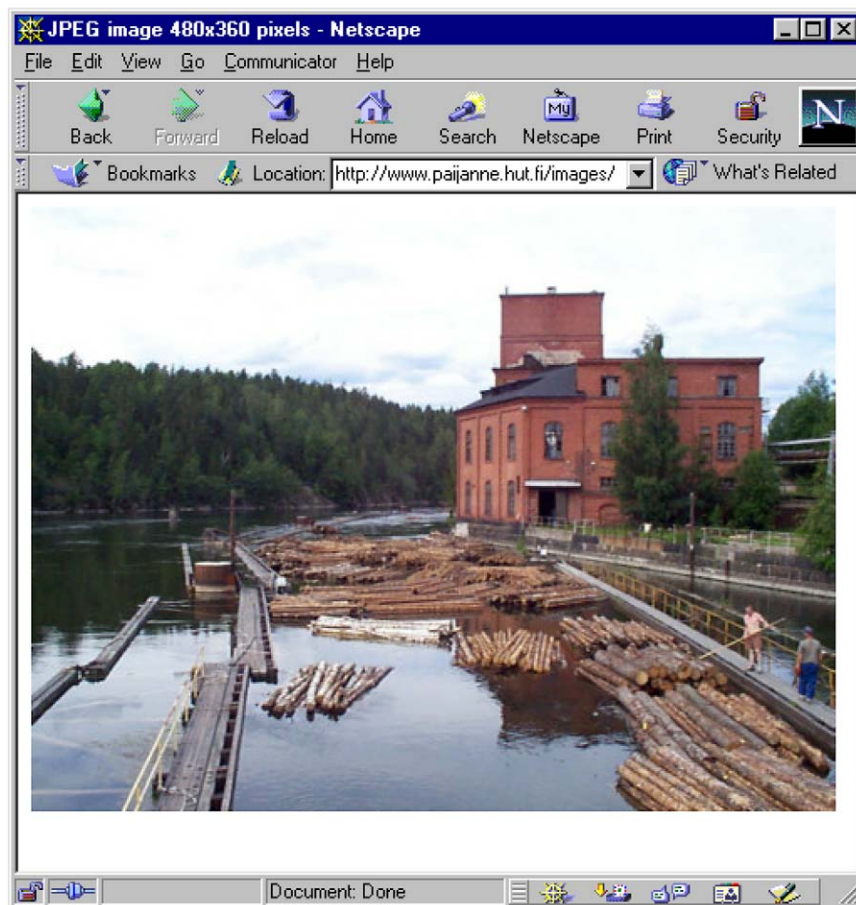 JPEG image 480x360 pixels - Netscape
File Edit View Go Communicator Help
Back Forward Reload Home Search My Netscape Print Security N
Bookmarks Location: http://www.paijanne.hut.fi/images/ What's Related
Document: Done